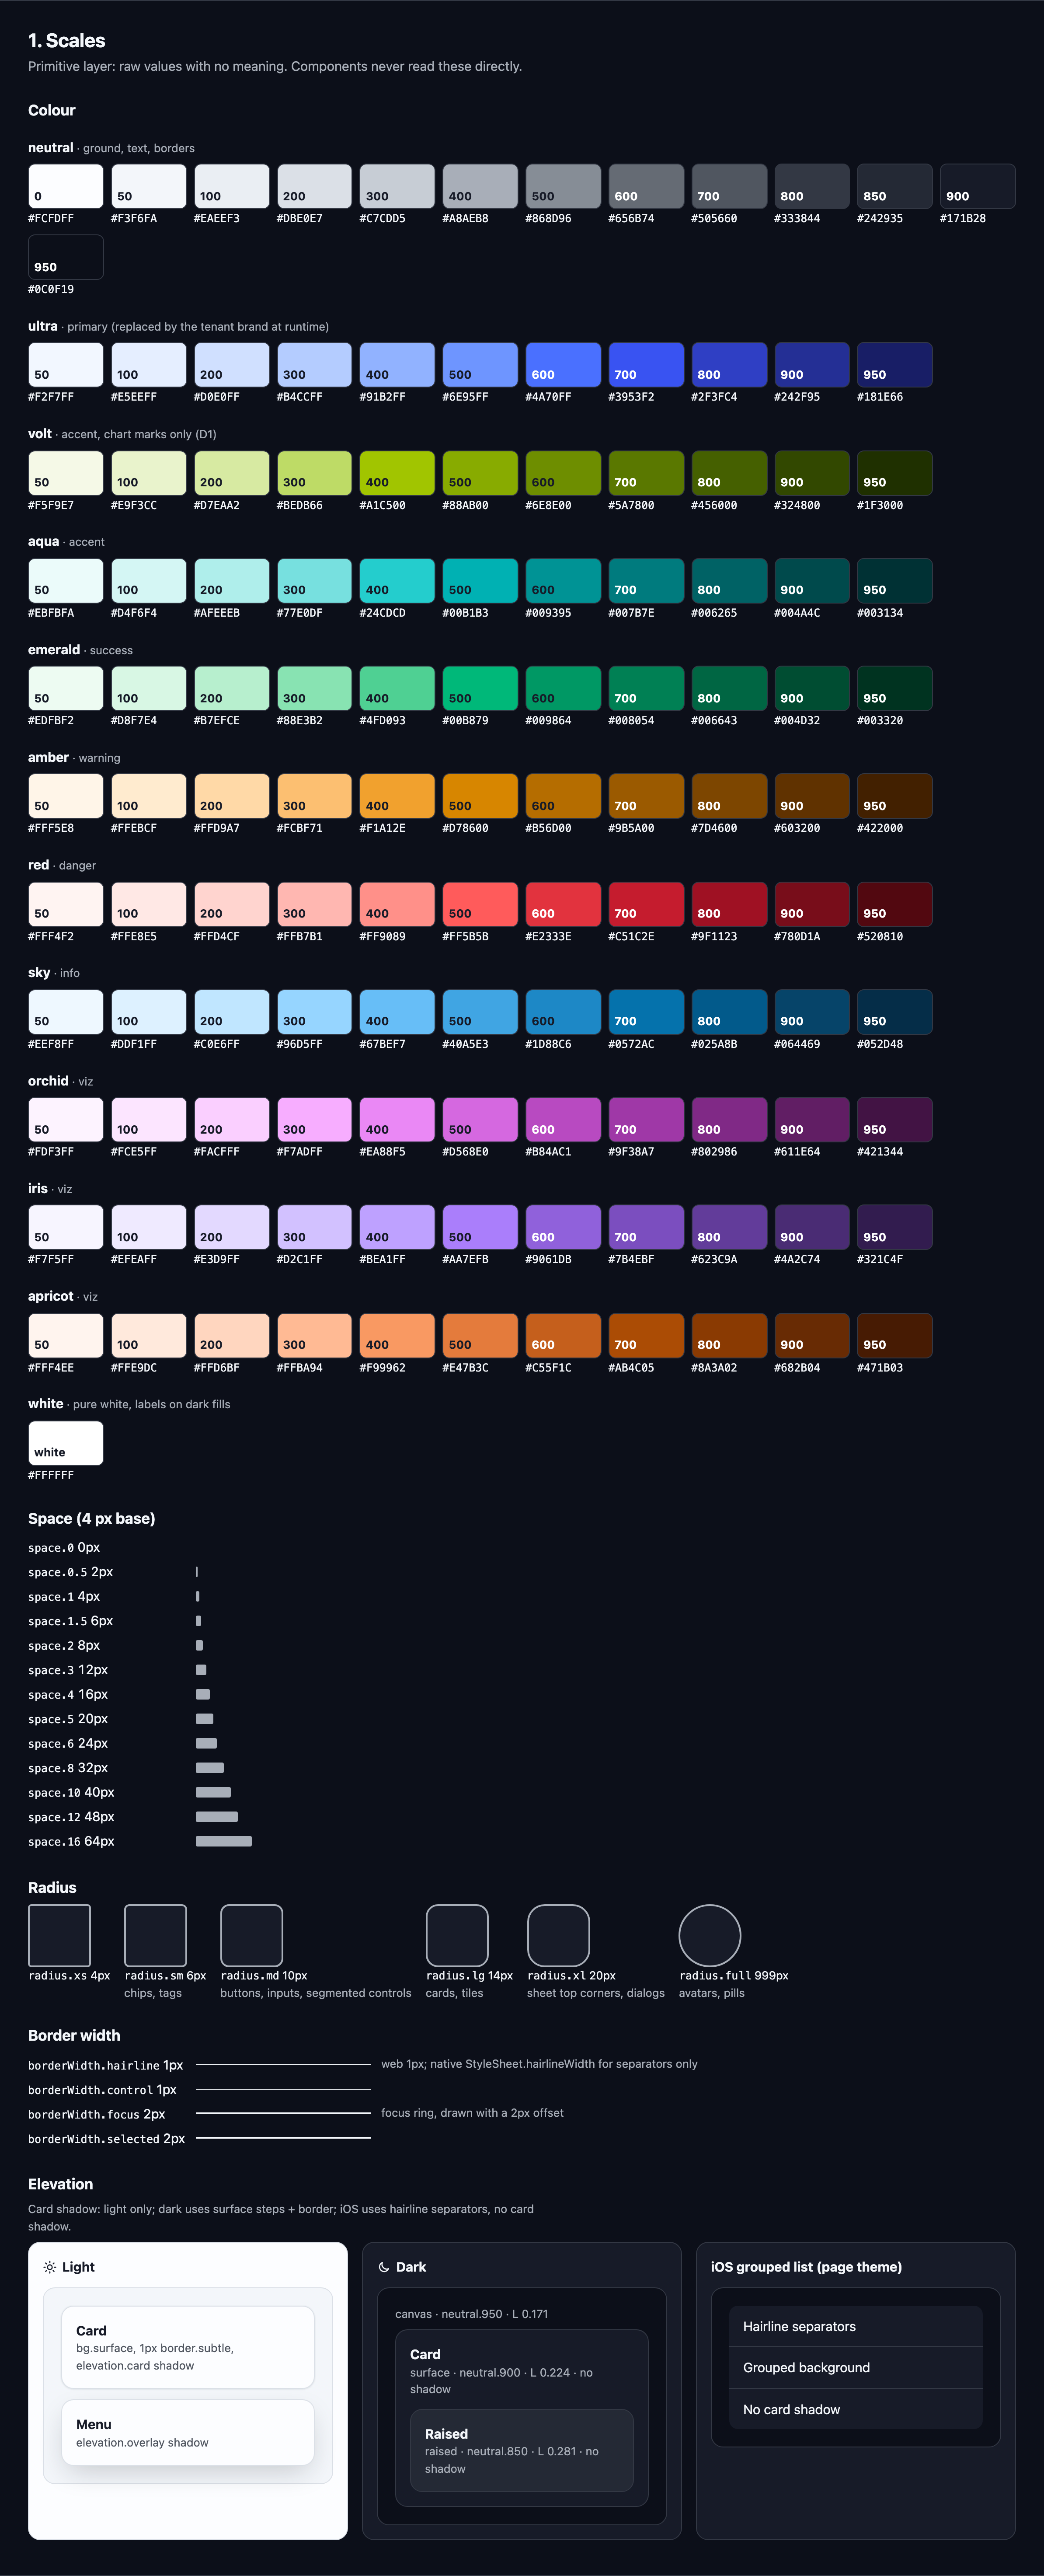 1. Scales
Primitive layer: raw values with no meaning. Components never read these directly.
Colour
neutral · ground, text, borders
0 50 100 200 300 400 500 600 700 800 850 900
#FCFDFF #F3F6FA #EAEEF3 #DBE0E7 #C7CDD5 #A8AEB8 #868D96 #656B74 #505660 #333844 #242935 #171B28
950
#0C0F19
ultra · primary (replaced by the tenant brand at runtime)
50 100 200 300 400 500 600 700 800 900 950
#F2F7FF #E5EEFF #D0E0FF #B4CCFF #91B2FF #6E95FF #4A70FF #3953F2 #2F3FC4 #242F95 #181E66
volt · accent, chart marks only (D1)
50 100 200 300 400 500 600 700 800 900 950
#F5F9E7 #E9F3CC #D7EAA2 #BEDB66 #A1C500 #88AB00 #6E8E00 #5A7800 #456000 #324800 #1F3000
aqua · accent
50 100 200 300 400 500 600 700 800 900 950
#EBFBFA #D4F6F4 #AFEEEB #77E0DF #24CDCD #00B1B3 #009395 #007B7E #006265 #004A4C #003134
emerald · success
50 100 200 300 400 500 600 700 800 900 950
#EDFBF2 #D8F7E4 #B7EFCE #88E3B2 #4FD093 #00B879 #009864 #008054 #006643 #004D32 #003320
amber · warning
50 100 200 300 400 500 600 700 800 900 950
#FFF5E8 #FFEBCF #FFD9A7 #FCBF71 #F1A12E #D78600 #B56D00 #9B5A00 #7D4600 #603200 #422000
red · danger
50 100 200 300 400 500 600 700 800 900 950
#FFF4F2 #FFE8E5 #FFD4CF #FFB7B1 #FF9089 #FF5B5B #E2333E #C51C2E #9F1123 #780D1A #520810
sky · info
50 100 200 300 400 500 600 700 800 900 950
#EEF8FF #DDF1FF #C0E6FF #96D5FF #67BEF7 #40A5E3 #1D88C6 #0572AC #025A8B #064469 #052D48
orchid · viz
50 100 200 300 400 500 600 700 800 900 950
#FDF3FF #FCE5FF #FACFFF #F7ADFF #EA88F5 #D568E0 #B84AC1 #9F38A7 #802986 #611E64 #421344
iris · viz
50 100 200 300 400 500 600 700 800 900 950
#F7F5FF #EFEAFF #E3D9FF #D2C1FF #BEA1FF #AA7EFB #9061DB #7B4EBF #623C9A #4A2C74 #321C4F
apricot · viz
50 100 200 300 400 500 600 700 800 900 950
#FFF4EE #FFE9DC #FFD6BF #FFBA94 #F99962 #E47B3C #C55F1C #AB4C05 #8A3A02 #682B04 #471B03
white · pure white, labels on dark fills
white
#FFFFFF
Space (4 px base)
space.0 0px
space.0.5 2px
space.1 4px
space.1.5 6px
space.2 8px
space.3 12px
space.4 16px
space.5 20px
space.6 24px
space.8 32px
space.10 40px
space.12 48px
space.16 64px
Radius
radius.xs 4px radius.sm 6px radius.md 10px radius.lg 14px radius.xl 20px radius.full 999px
chips, tags buttons, inputs, segmented controls cards, tiles sheet top corners, dialogs avatars, pills
Border width
borderWidth.hairline 1px web 1px; native StyleSheet.hairlineWidth for separators only
borderWidth.control 1px
borderWidth.focus 2px focus ring, drawn with a 2px offset
borderWidth.selected 2px
Elevation
Card shadow: light only; dark uses surface steps + border; iOS uses hairline separators, no card
shadow.
Light
Card
bg.surface, 1px border.subtle,
elevation.card shadow
Menu
elevation.overlay shadow
Dark
canvas · neutral.950 · L 0.171
Card
surface · neutral.900 · L 0.224 · no
shadow
Raised
raised · neutral.850 · L 0.281 · no
shadow
iOS grouped list (page theme)
Hairline separators
Grouped background
No card shadow